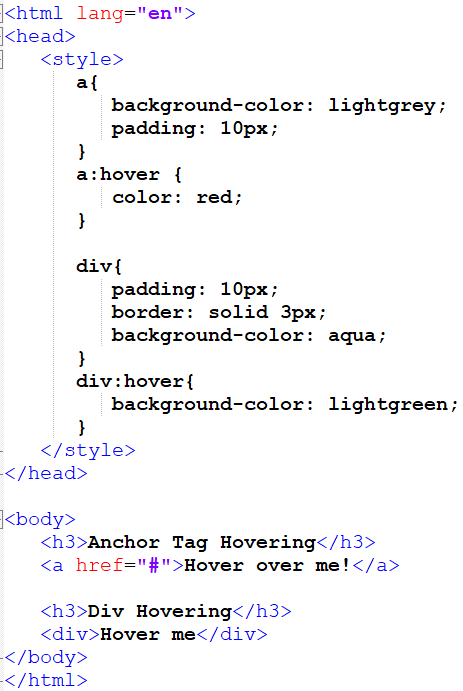 <html lang="en">
<head>
<style>
a{
background-color: lightgrey;
padding: 10px;
}
a:hover {
color: red;
}
div{
padding: 10px;
border: solid 3px;
background-color: aqua;
}
div:hover{
background-color: lightgreen;
}
</style>
</head>
<body>
<h3>Anchor Tag Hovering</h3>
<a href="#">Hover over me!</a>
<h3>Div Hovering</h3>
<div>Hover me</div>
</body>
</html>